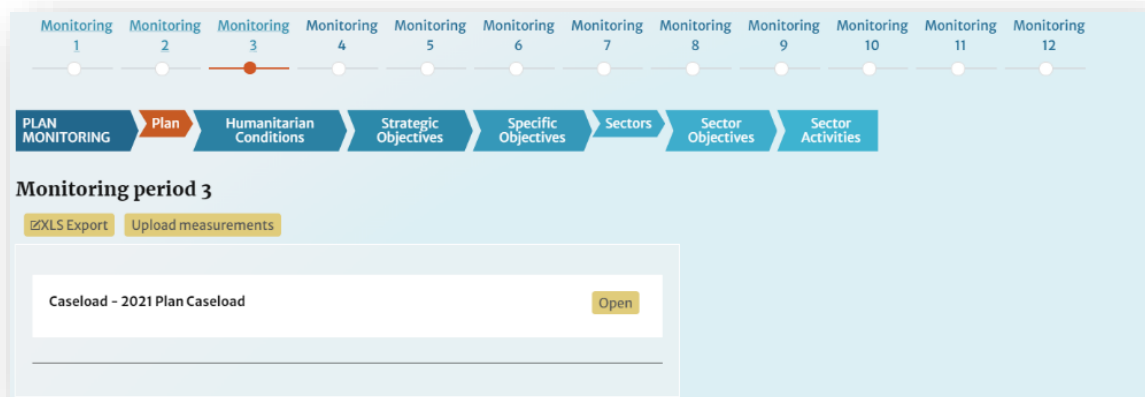 Monitoring Monitoring Monitoring Monitoring Monitoring Monitoring Monitoring Monitoring Monitoring Monitoring Monitoring Monitoring
1 2 3 4 5 6 7 8 9 10 11 12
PLAN MONITORING
Plan
Humanitarian
Conditions
Strategic
Objectives
Specific
Objectives
Sectors
Sector
Objectives
Sector
Activities
Monitoring period 3
XLS Export Upload measurements
Caseload - 2021 Plan Caseload Open